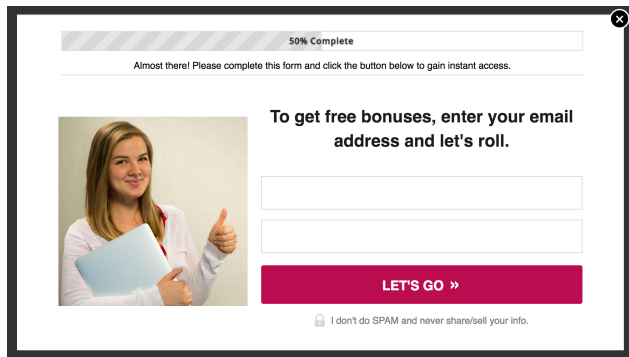 50% Complete
Almost there! Please complete this form and click the button below to gain instant access.
To get free bonuses, enter your email
address and let's roll.
LET'S GO »
I don't do SPAM and never share/sell your info.